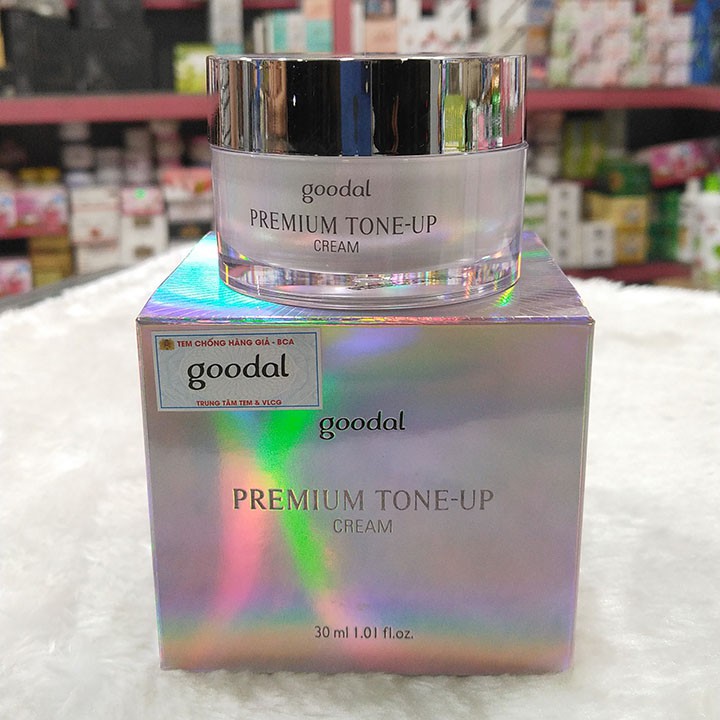 goodal
PREMIUM TONE-UP
CREAM
TEM CHỐNG HÀNG GIẢ - BCA
goodal
TRUNG TÂM TEM & VLCG
goodal
PREMIUM TONE-UP
CREAM
30 ml 1.01 fl.oz.